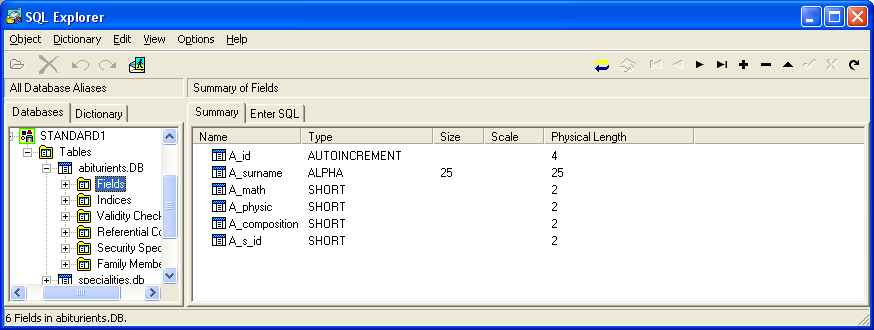 SQL Explorer
Object Dictionary Edit View Options Help
All Database Aliases
Summary of Fields
Databases Dictionary
Summary Enter SQL
STANDARD1
Tables
abiturients.DB
Fields
Indices
Validity Check
Referential Co
Security Spec
Family Membe
specialities.db
Name Type Size Scale Physical Length
A_id AUTOINCREMENT 4
A_surname ALPHA 25 25
A_math SHORT 2
A_physic SHORT 2
A_composition SHORT 2
A_s_id SHORT 2
6 Fields in abiturients.DB.